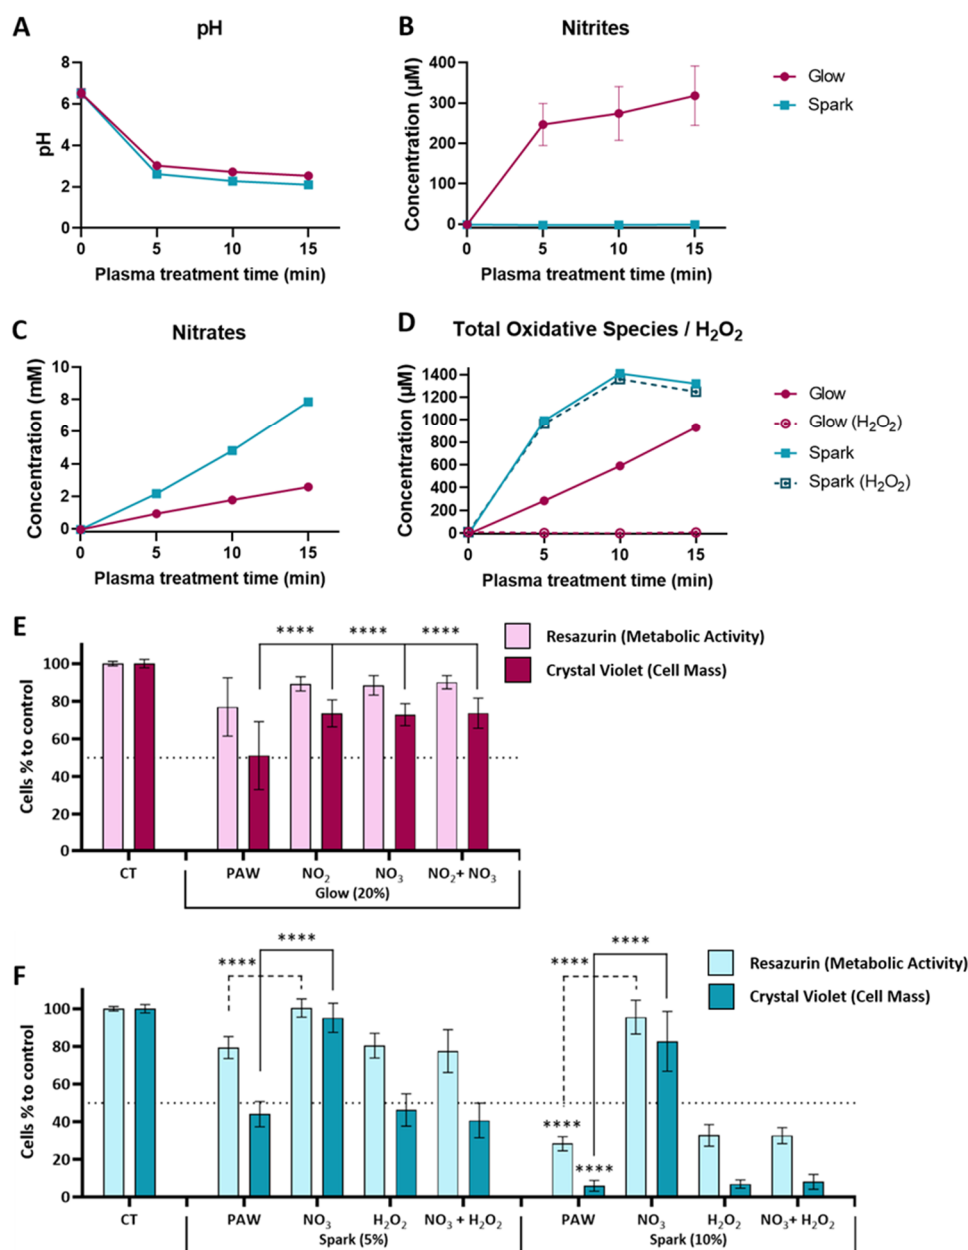 A
pH
pH
8
6
4
2
0
0 5 10 15
Plasma treatment time (min)
B
Nitrites
Concentration (µM)
400
300
200
100
0
0 5 10 15
Plasma treatment time (min)
Glow
Spark
C
Nitrates
Concentration (mM)
10
8
6
4
2
0
0 5 10 15
Plasma treatment time (min)
D
Total Oxidative Species / H₂O₂
Concentration (µM)
1400
1200
1000
800
600
400
200
0
0 5 10 15
Plasma treatment time (min)
Glow
Glow (H₂O₂)
Spark
Spark (H₂O₂)
E
**** **** ****
Resazurin (Metabolic Activity)
Crystal Violet (Cell Mass)
Cells % to control
100
80
60
40
20
0
CT PAW NO₂ NO₃ NO₂+ NO₃
Glow (20%)
F
**** ****
**** ****
Resazurin (Metabolic Activity)
Crystal Violet (Cell Mass)
Cells % to control
100
80
60
40
20
0
****
****
CT PAW NO₃ H₂O₂ NO₃ + H₂O₂ PAW NO₃ H₂O₂ NO₃+ H₂O₂
Spark (5%) Spark (10%)